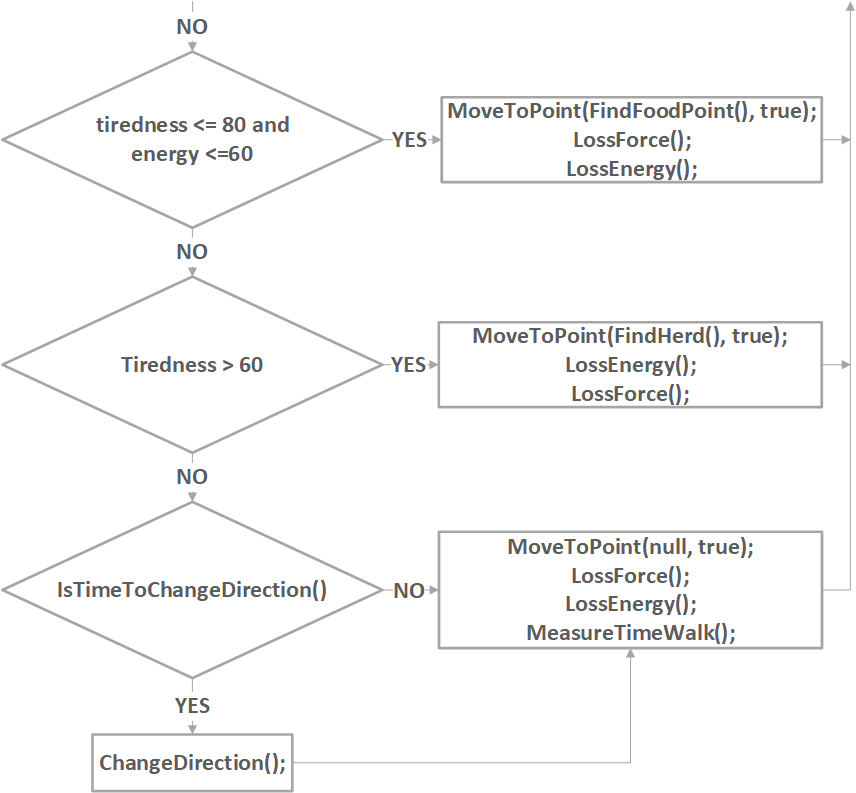 NO
tiredness <= 80 and
energy <=60
YES
MoveToPoint(FindFoodPoint(), true);
LossForce();
LossEnergy();
NO
Tiredness > 60
YES
MoveToPoint(FindHerd(), true);
LossEnergy();
LossForce();
NO
IsTimeToChangeDirection()
NO
MoveToPoint(null, true);
LossForce();
LossEnergy();
MeasureTimeWalk();
YES
ChangeDirection();